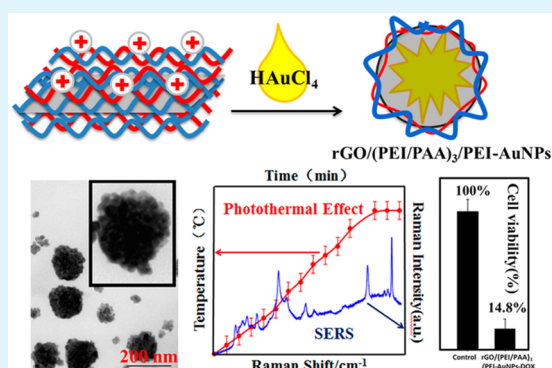 + + +
+ + +
HAuCl4
rGO/(PEI/PAA)3/PEI-AuNPs
Time（min）
Photothermal Effect
Temperature（℃）
Raman Intensity(a.u)
SERS
Raman Shift/cm-1
200 nm
100%
14.8%
Cell viability(%)
Control
rGO/(PEI/PAA)3
/PEI-AuNPs-DOX